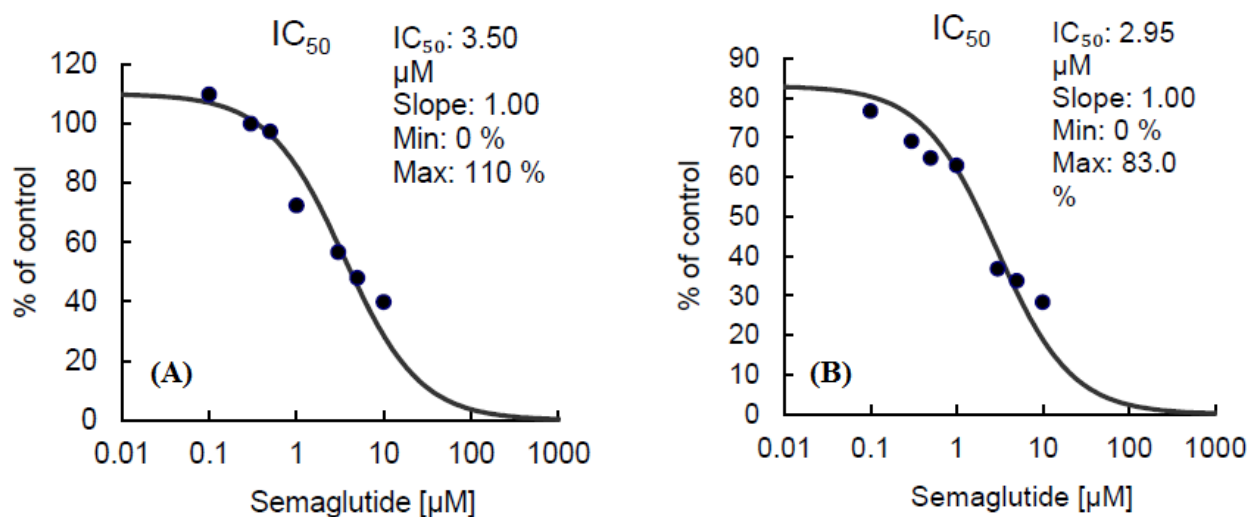 IC50
IC50: 3.50
µM
Slope: 1.00
Min: 0 %
Max: 110 %
120
100
80
60
40
20
0
% of control
(A)
0.01 0.1 1 10 100 1000
Semaglutide [µM]
IC50
IC50: 2.95
µM
Slope: 1.00
Min: 0 %
Max: 83.0
%
90
80
70
60
50
40
30
20
10
0
% of control
(B)
0.01 0.1 1 10 100 1000
Semaglutide [µM]